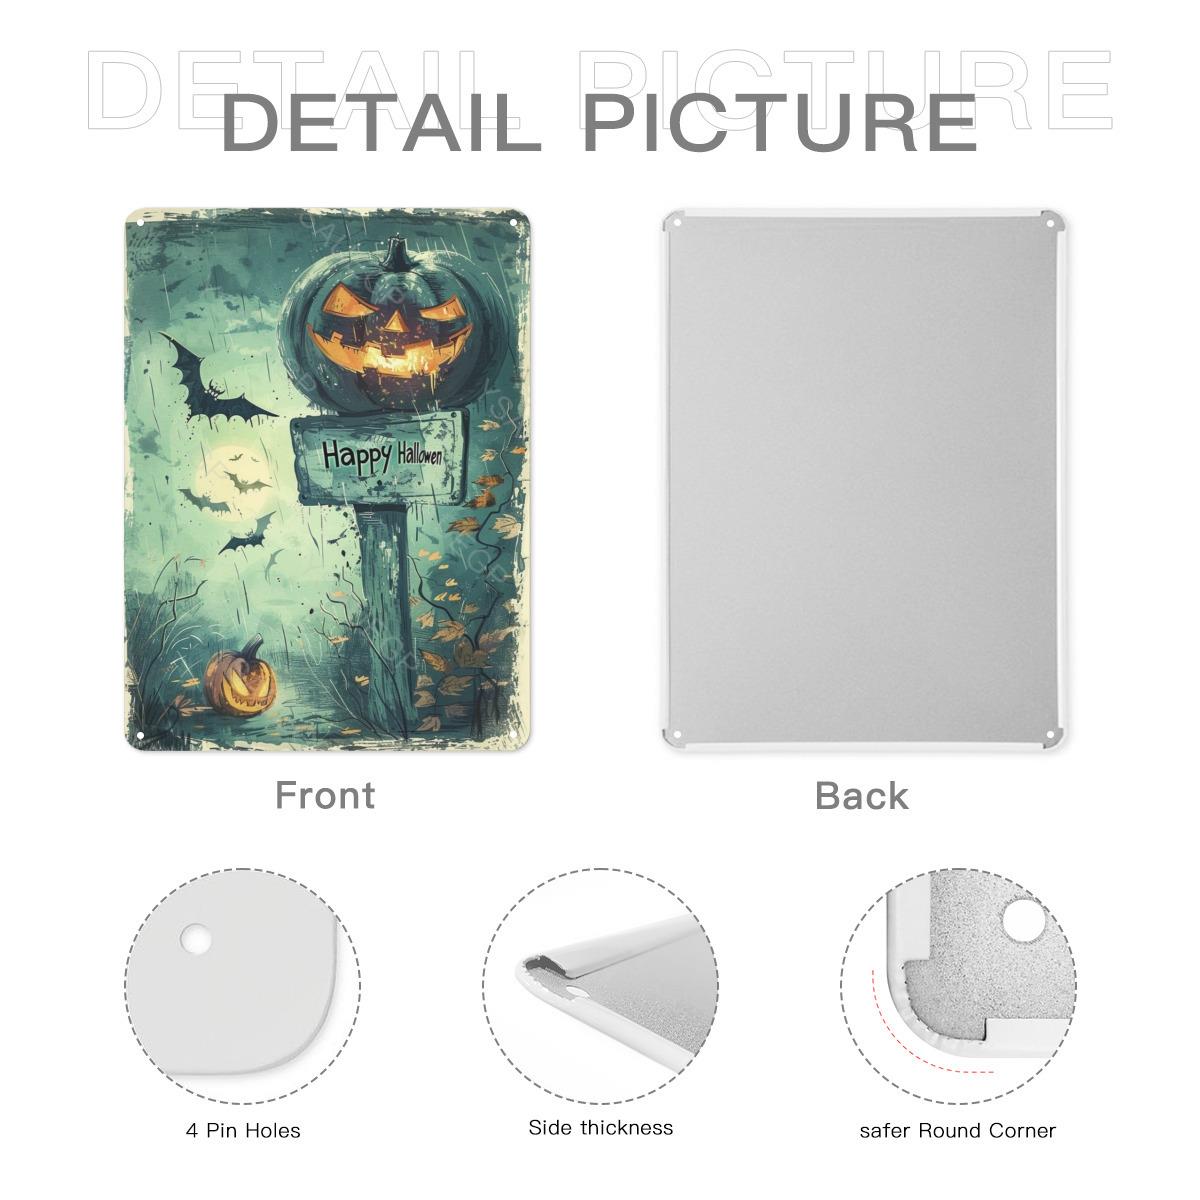 DETAIL PICTURE
DETAIL PICTURE
Happy Hallowen
Front
Back
4 Pin Holes
Side thickness
safer Round Corner